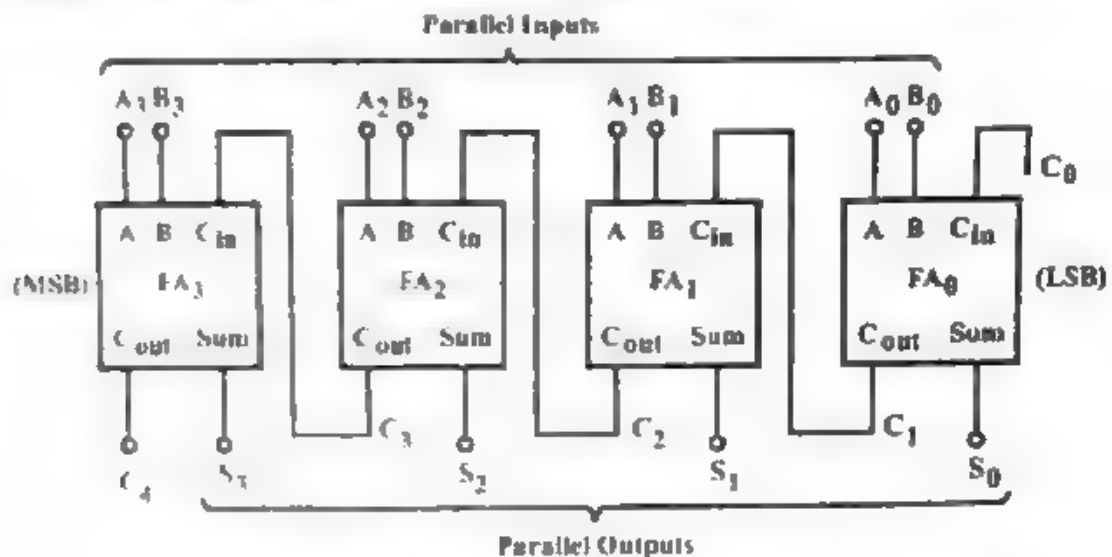 Parallel Inputs
A3 B3 A2 B2 A1 B1 A0 B0
C0
A B Cin A B Cin A B Cin A B Cin
(MSB) FA3 FA2 FA1 FA0 (LSB)
Cout Sum Cout Sum Cout Sum Cout Sum
C3 C2 C1
C4 S3 S2 S1 S0
Parallel Outputs